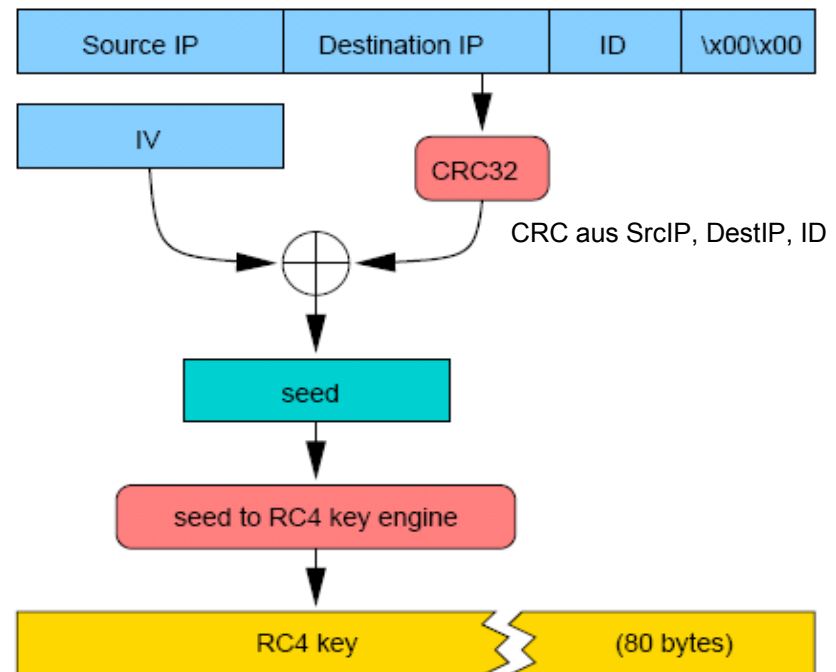 Source IP
Destination IP
ID
\x00\x00
IV
CRC32
CRC aus SrcIP, DestIP, ID
seed
seed to RC4 key engine
RC4 key
(80 bytes)